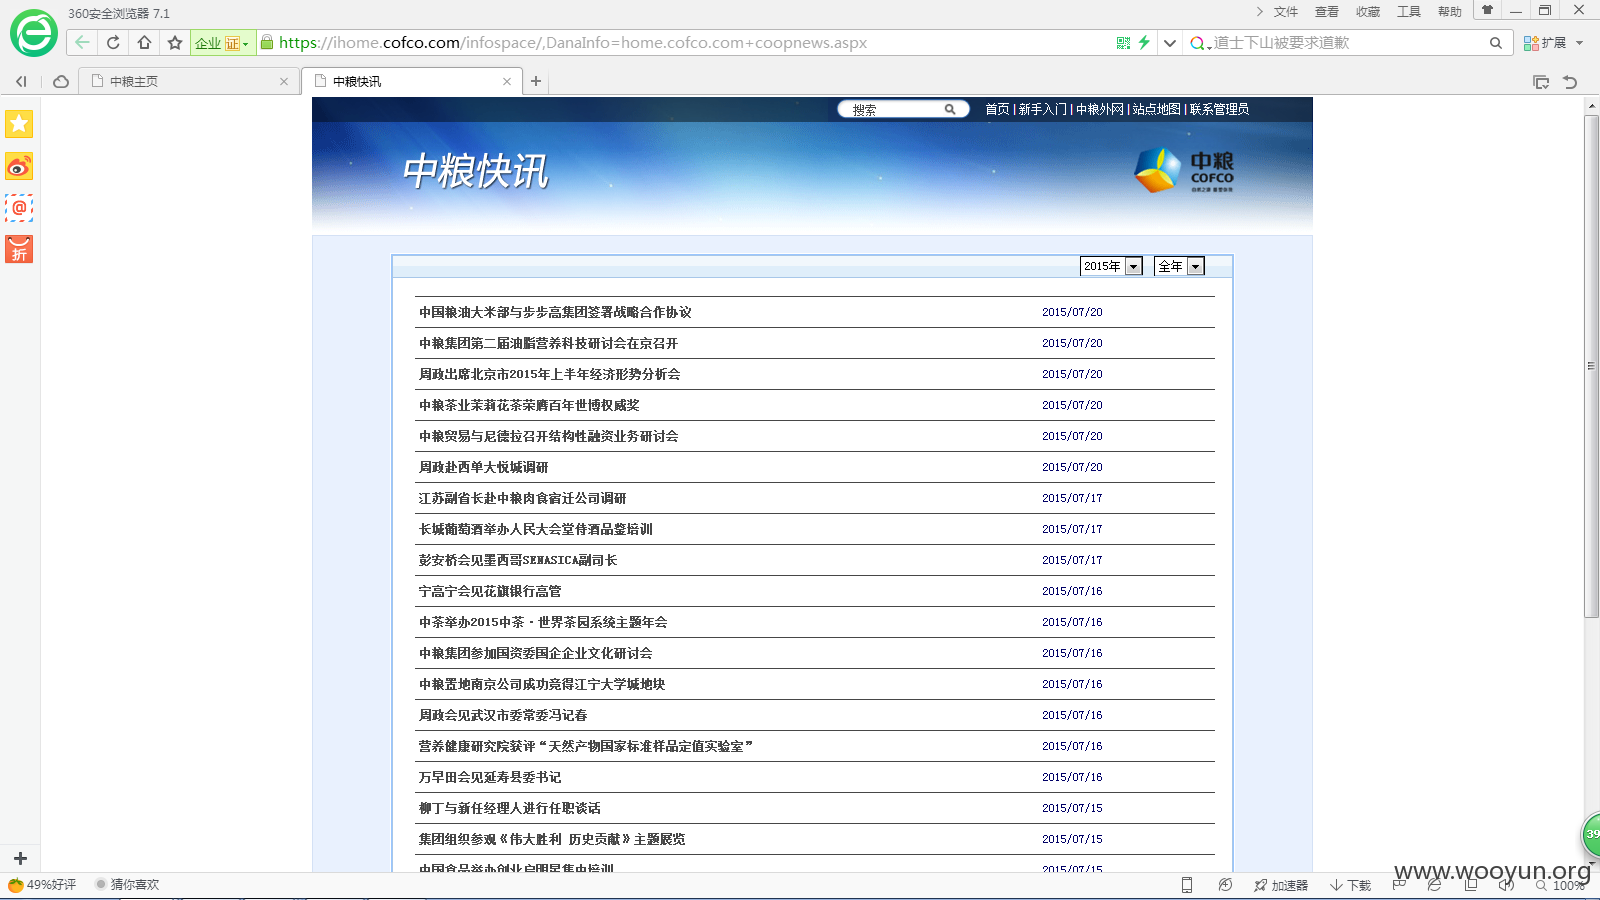 360安全浏览器 7.1
文件 查看 收藏 工具 帮助
企业 证 https://ihome.cofco.com/infospace/,DanaInfo=home.cofco.com+coopnews.aspx 道士下山被要求道歉 扩展
中粮主页 中粮快讯
搜索 首页 | 新手入门 | 中粮外网 | 站点地图 | 联系管理员
中粮快讯
中粮
COFCO
@
折
2015年 全年
中国粮油大米部与步步高集团签署战略合作协议 2015/07/20
中粮集团第二届油脂营养科技研讨会在京召开 2015/07/20
周政出席北京市2015年上半年经济形势分析会 2015/07/20
中粮茶业茉莉花茶荣膺百年世博权威奖 2015/07/20
中粮贸易与尼德拉召开结构性融资业务研讨会 2015/07/20
周政赴西单大悦城调研 2015/07/20
江苏副省长赴中粮肉食宿迁公司调研 2015/07/17
长城葡萄酒举办人民大会堂侍酒品鉴培训 2015/07/17
彭安桥会见墨西哥SENASICA副司长 2015/07/17
宁高宁会见花旗银行高管 2015/07/16
中茶举办2015中茶·世界茶园系统主题年会 2015/07/16
中粮集团参加国资委国企企业文化研讨会 2015/07/16
中粮置地南京公司成功竞得江宁大学城地块 2015/07/16
周政会见武汉市委常委冯记春 2015/07/16
营养健康研究院获评“天然产物国家标准样品定值实验室” 2015/07/16
万早田会见延寿县委书记 2015/07/16
柳丁与新任经理人进行任职谈话 2015/07/15
集团组织参观《伟大胜利 历史贡献》主题展览 2015/07/15
中国食品举办创业启明星集中培训 2015/07/15
39
www.wooyun.org
49%好评 猜你喜欢 加速器 下载 100%